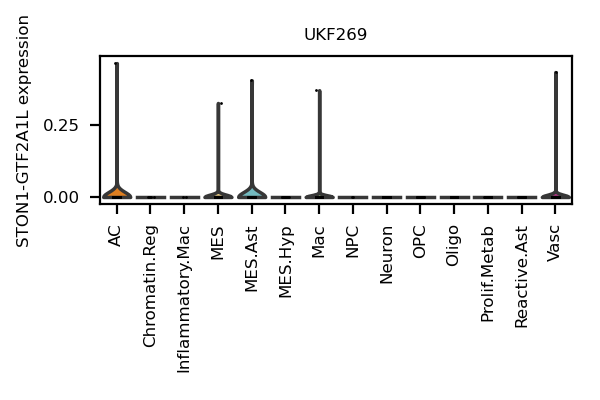 UKF269
STON1-GTF2A1L expression
0.25
0.00
AC
Chromatin.Reg
Inflammatory.Mac
MES
MES.Ast
MES.Hyp
Mac
NPC
Neuron
OPC
Oligo
Prolif.Metab
Reactive.Ast
Vasc